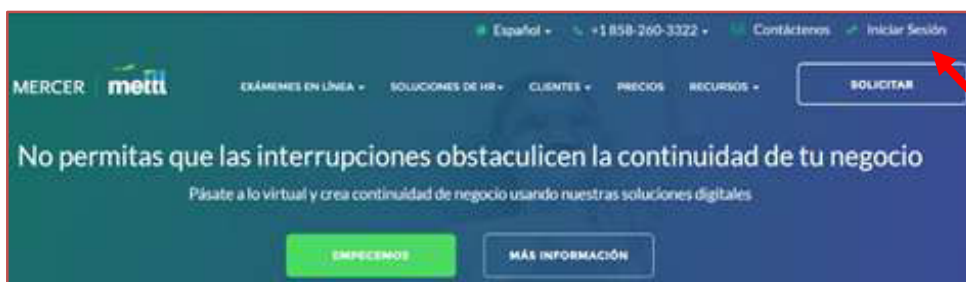 Español
+1 858-260-3322
Contáctenos
Iniciar Sesión
MERCER mettl
EXÁMENES EN LÍNEA
SOLUCIONES DE HR
CLIENTES
PRECIOS
RECURSOS
SOLICITAR
No permitas que las interrupciones obstaculicen la continuidad de tu negocio
Pásate a lo virtual y crea continuidad de negocio usando nuestras soluciones digitales
EMPECEMOS
MÁS INFORMACIÓN